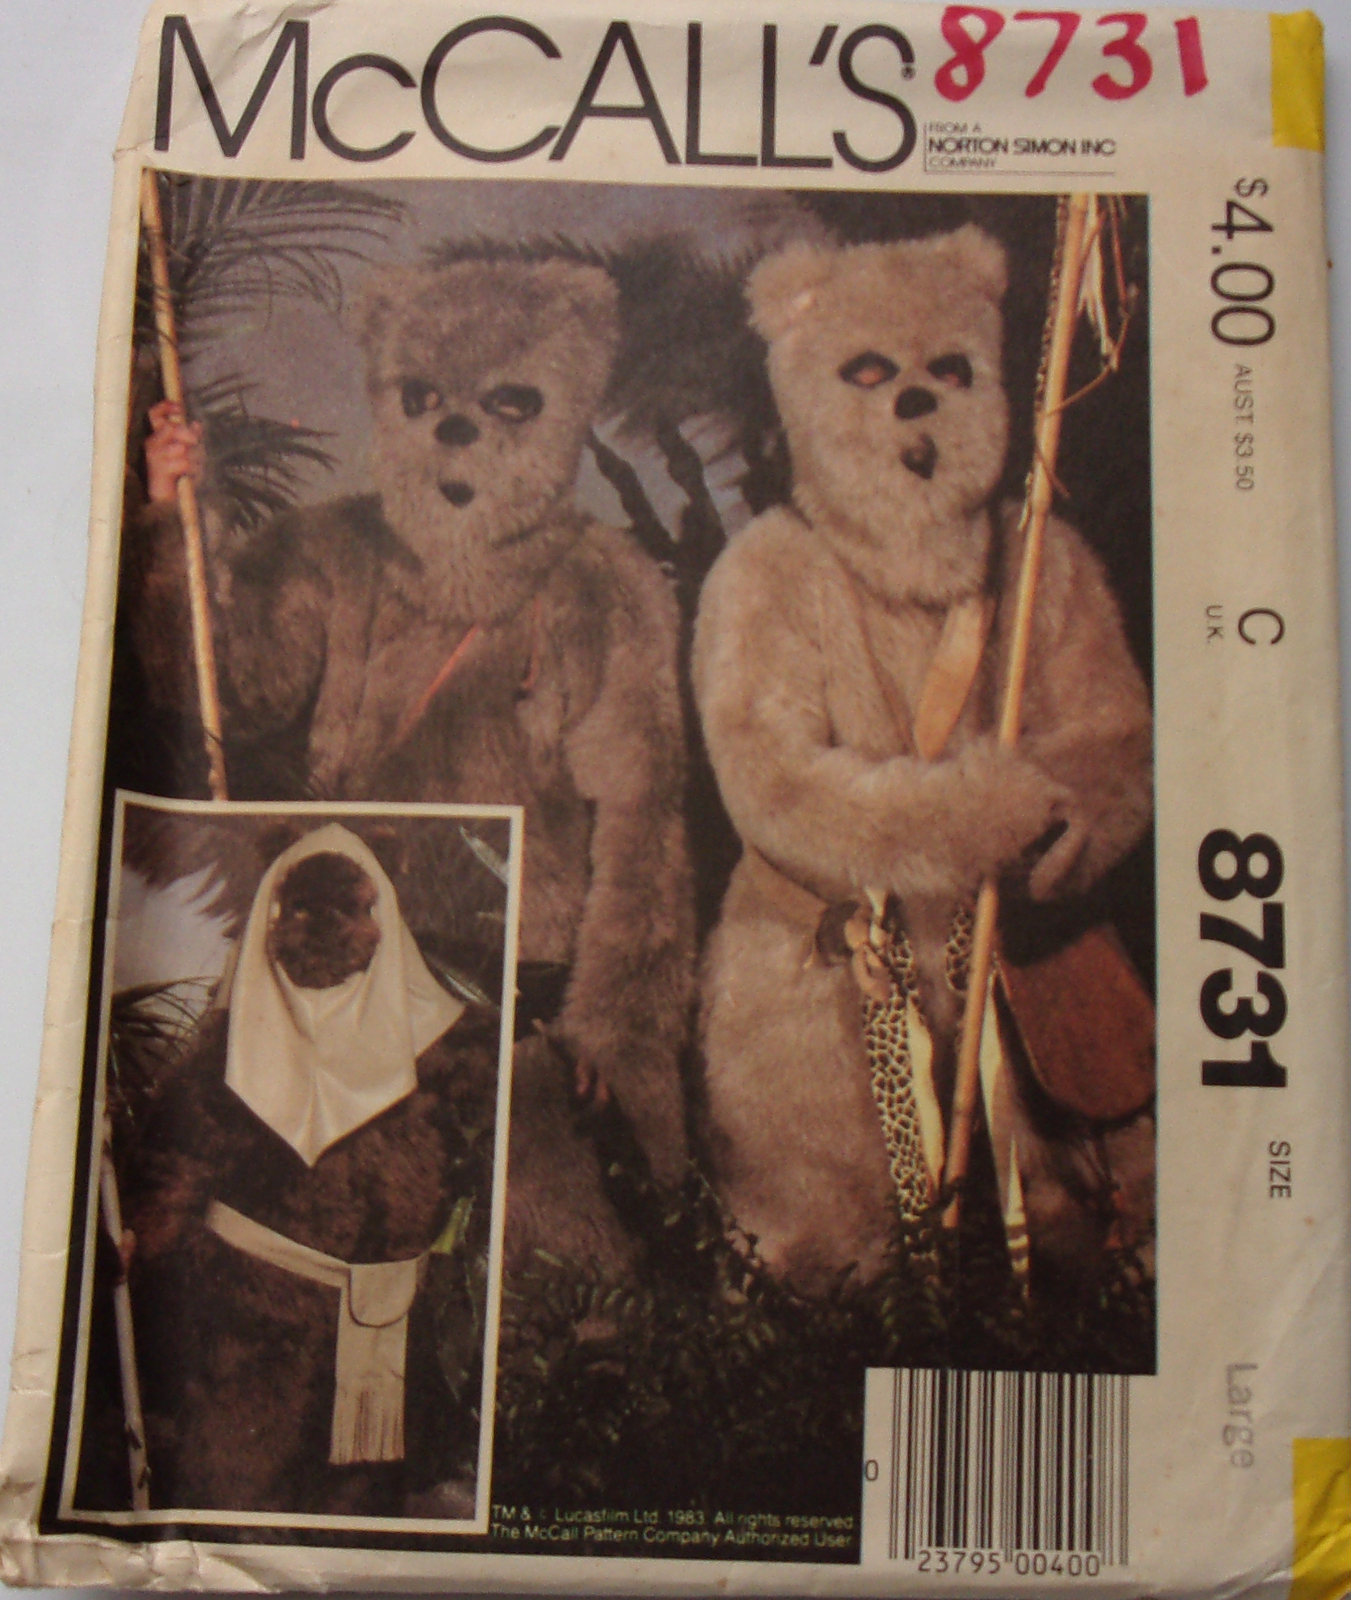 McCALL'S® 8731
FROM A
NORTON SIMON INC
COMPANY
$4.00
AUST. $3.50
C
U.K.
8731
SIZE
Large
TM & © Lucasfilm Ltd. 1983. All rights reserved
The McCall Pattern Company Authorized User
0
23795 00400